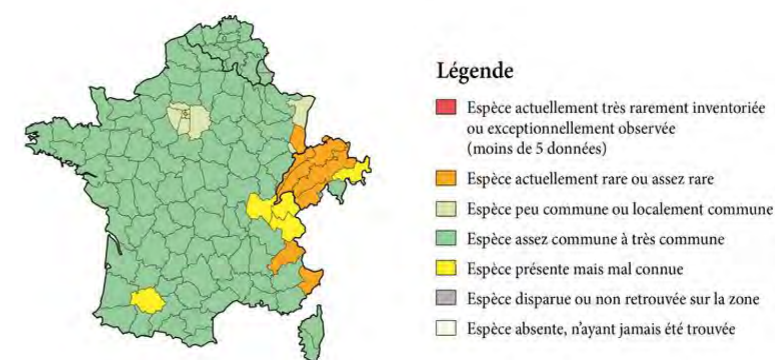 Légende
Espèce actuellement très rarement inventoriée
ou exceptionnellement observée
(moins de 5 données)
Espèce actuellement rare ou assez rare
Espèce peu commune ou localement commune
Espèce assez commune à très commune
Espèce présente mais mal connue
Espèce disparue ou non retrouvée sur la zone
Espèce absente, n'ayant jamais été trouvée